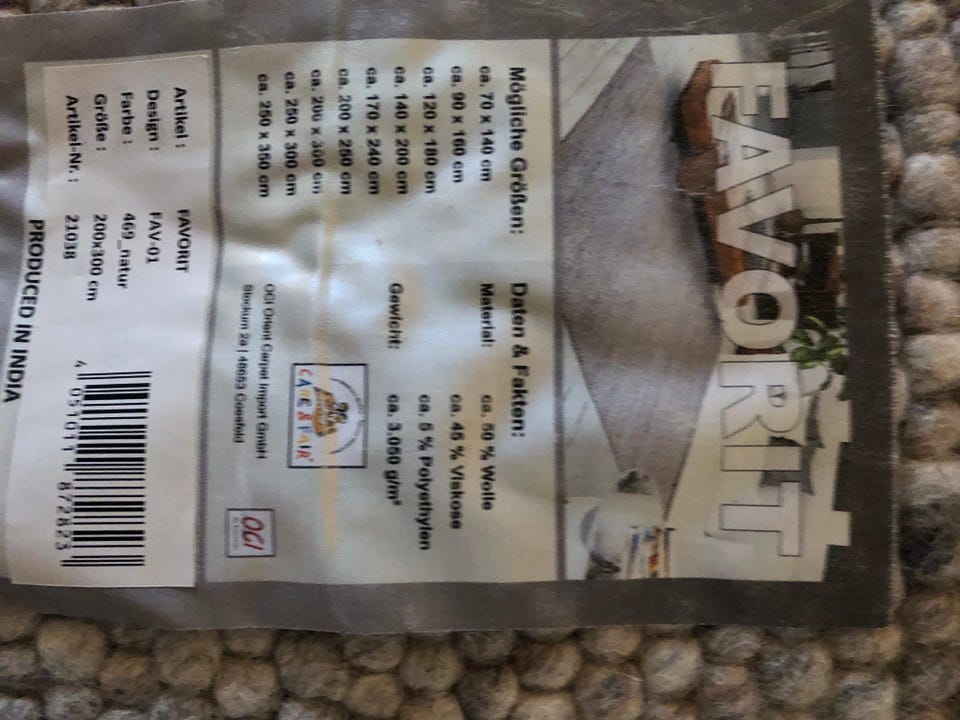 FAVORIT
Mögliche Größen:
ca. 70 x 140 cm
ca. 90 x 160 cm
ca. 120 x 180 cm
ca. 140 x 200 cm
ca. 170 x 240 cm
ca. 200 x 250 cm
ca. 200 x 300 cm
ca. 250 x 300 cm
ca. 250 x 350 cm
Daten & Fakten:
Material: ca. 50 % Wolle
ca. 45 % Viskose
ca. 5 % Polyethylen
Gewicht: ca. 3.050 g/m²
CARE & FAIR
OGI Orient Carpet Import GmbH
Stockum 2a | 48653 Coesfeld
OGI
Artikel : FAVORIT
Design : FAV-01
Farbe : 469_natur
Größe : 200x300 cm
Artikel-Nr. : 21038
4 051011 872823
PRODUCED IN INDIA